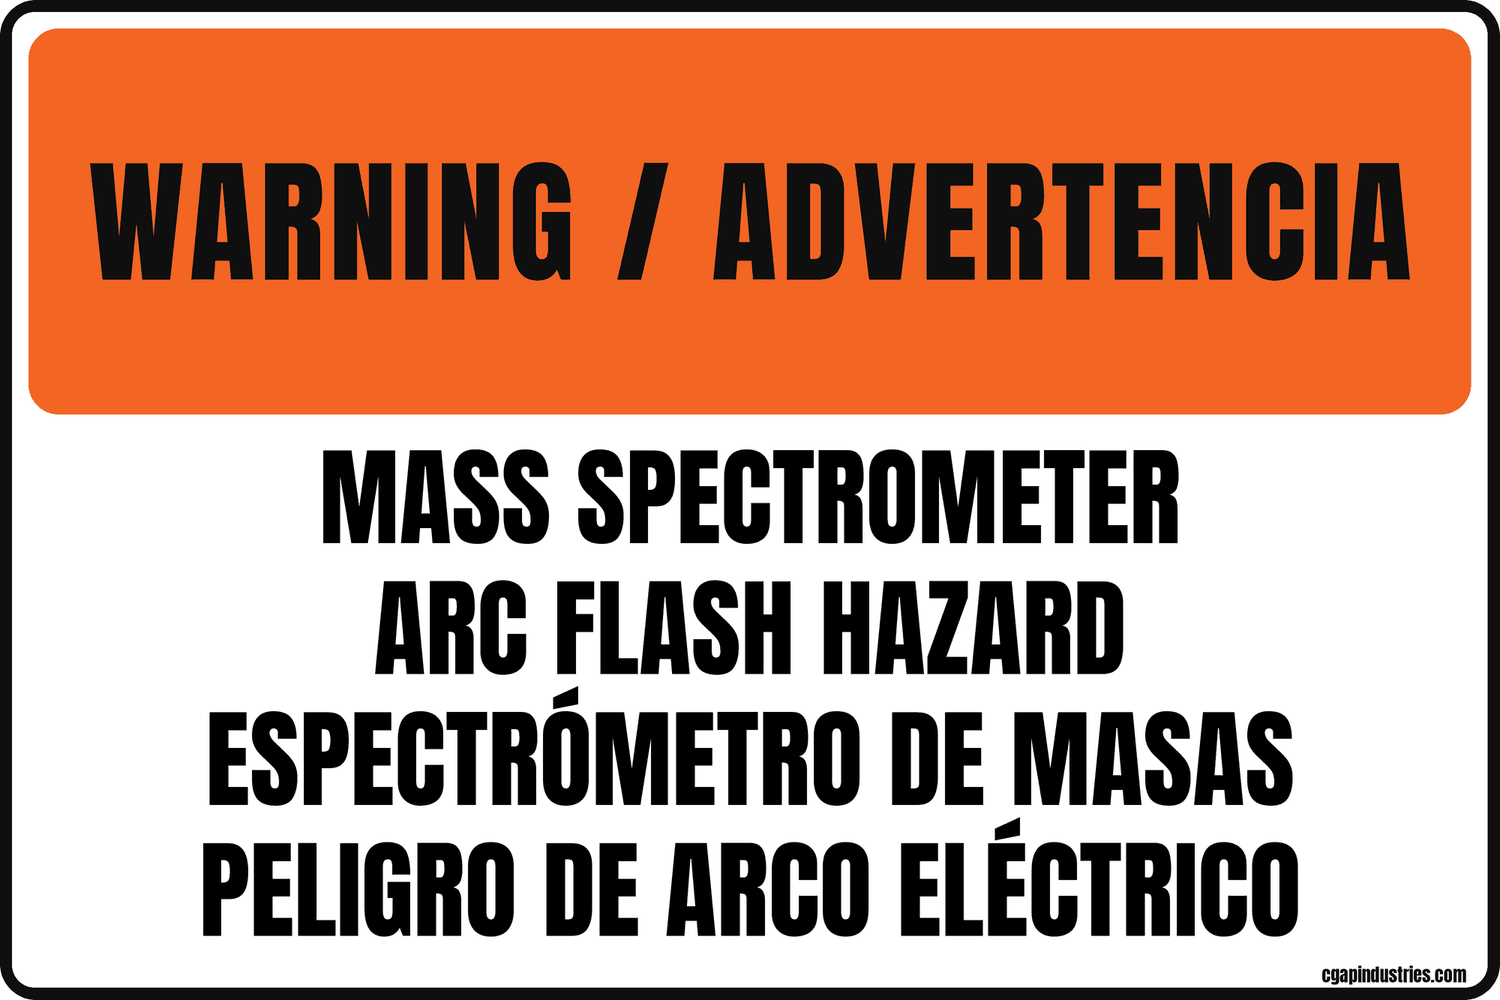 WARNING / ADVERTENCIA
MASS SPECTROMETER
ARC FLASH HAZARD
ESPECTRÓMETRO DE MASAS
PELIGRO DE ARCO ELÉCTRICO
cgapindustries.com